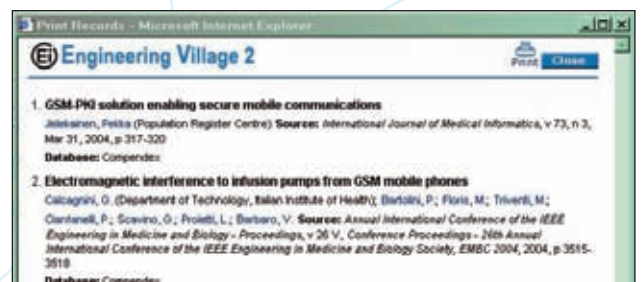 Print Records - Microsoft Internet Explorer
Ei Engineering Village 2
Print Close
1. GSM-PKI solution enabling secure mobile communications
Jelekainen, Pekka (Population Register Centre) Source: International Journal of Medical Informatics, v 73, n 3,
Mar 31, 2004, p 317-320
Database: Compendex
2. Electromagnetic interference to infusion pumps from GSM mobile phones
Calcagnini, G. (Department of Technology, Italian Institute of Health); Bartolini, P.; Floris, M.; Triventi, M.;
Cianfanelli, P.; Scavino, G.; Proietti, L.; Barbaro, V. Source: Annual International Conference of the IEEE
Engineering in Medicine and Biology - Proceedings, v 26 V, Conference Proceedings - 26th Annual
International Conference of the IEEE Engineering in Medicine and Biology Society, EMBC 2004, 2004, p 3515-
3518
Database: Compendex